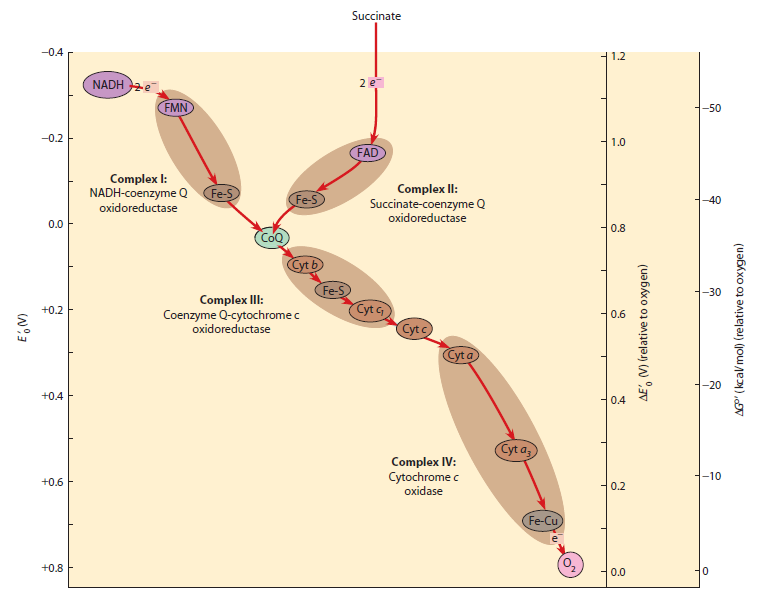 Succinate
−0.4
−0.2
0.0
+0.2
+0.4
+0.6
+0.8
E′0 (V)
NADH
2 e−
FMN
Fe-S
Complex I:
NADH-coenzyme Q
oxidoreductase
2 e−
FAD
Fe-S
Complex II:
Succinate-coenzyme Q
oxidoreductase
CoQ
Cyt b
Fe-S
Cyt c1
Complex III:
Coenzyme Q-cytochrome c
oxidoreductase
Cyt c
Cyt a
Cyt a3
Fe-Cu
Complex IV:
Cytochrome c
oxidase
e−
O2
1.2
1.0
0.8
0.6
0.4
0.2
0.0
ΔE′0 (V) (relative to oxygen)
−50
−40
−30
−20
−10
0
ΔG°′ (kcal/mol) (relative to oxygen)